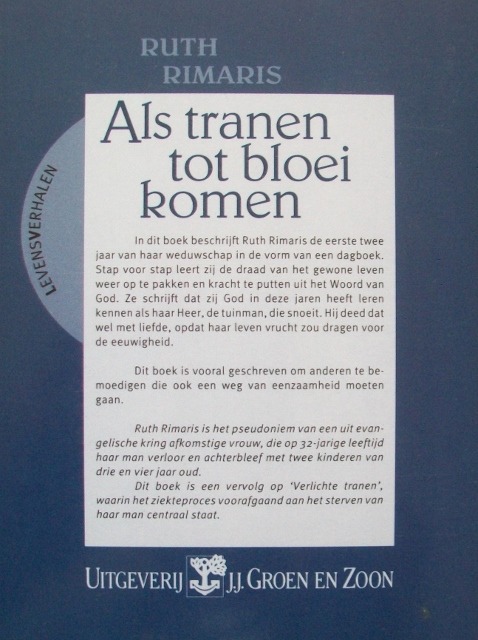 RUTH
RIMARIS
Als tranen
tot bloei
komen
LEVENSVERHALEN
In dit boek beschrijft Ruth Rimaris de eerste twee
jaar van haar weduwschap in de vorm van een dagboek.
Stap voor stap leert zij de draad van het gewone leven
weer op te pakken en kracht te putten uit het Woord van
God. Ze schrijft dat zij God in deze jaren heeft leren
kennen als haar Heer, de tuinman, die snoeit. Hij deed dat
wel met liefde, opdat haar leven vrucht zou dragen voor
de eeuwigheid.
Dit boek is vooral geschreven om anderen te be-
moedigen die ook een weg van eenzaamheid moeten
gaan.
Ruth Rimaris is het pseudoniem van een uit evan-
gelische kring afkomstige vrouw, die op 32-jarige leeftijd
haar man verloor en achterbleef met twee kinderen van
drie en vier jaar oud.
Dit boek is een vervolg op 'Verlichte tranen',
waarin het ziekteproces voorafgaand aan het sterven van
haar man centraal staat.
UITGEVERIJ J.J. GROEN EN ZOON